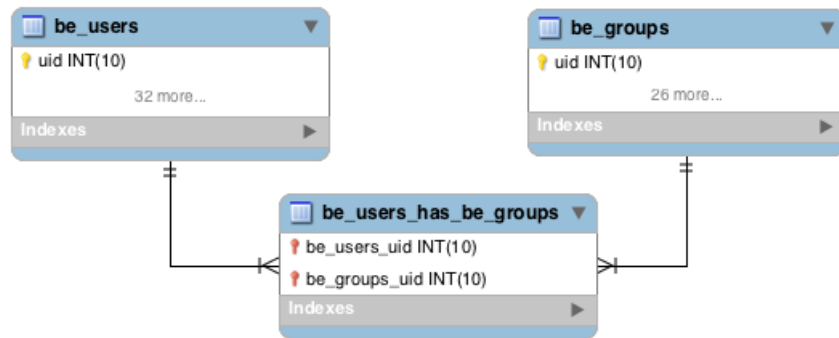 be_users
uid INT(10)
32 more...
Indexes
be_groups
uid INT(10)
26 more...
Indexes
be_users_has_be_groups
be_users_uid INT(10)
be_groups_uid INT(10)
Indexes